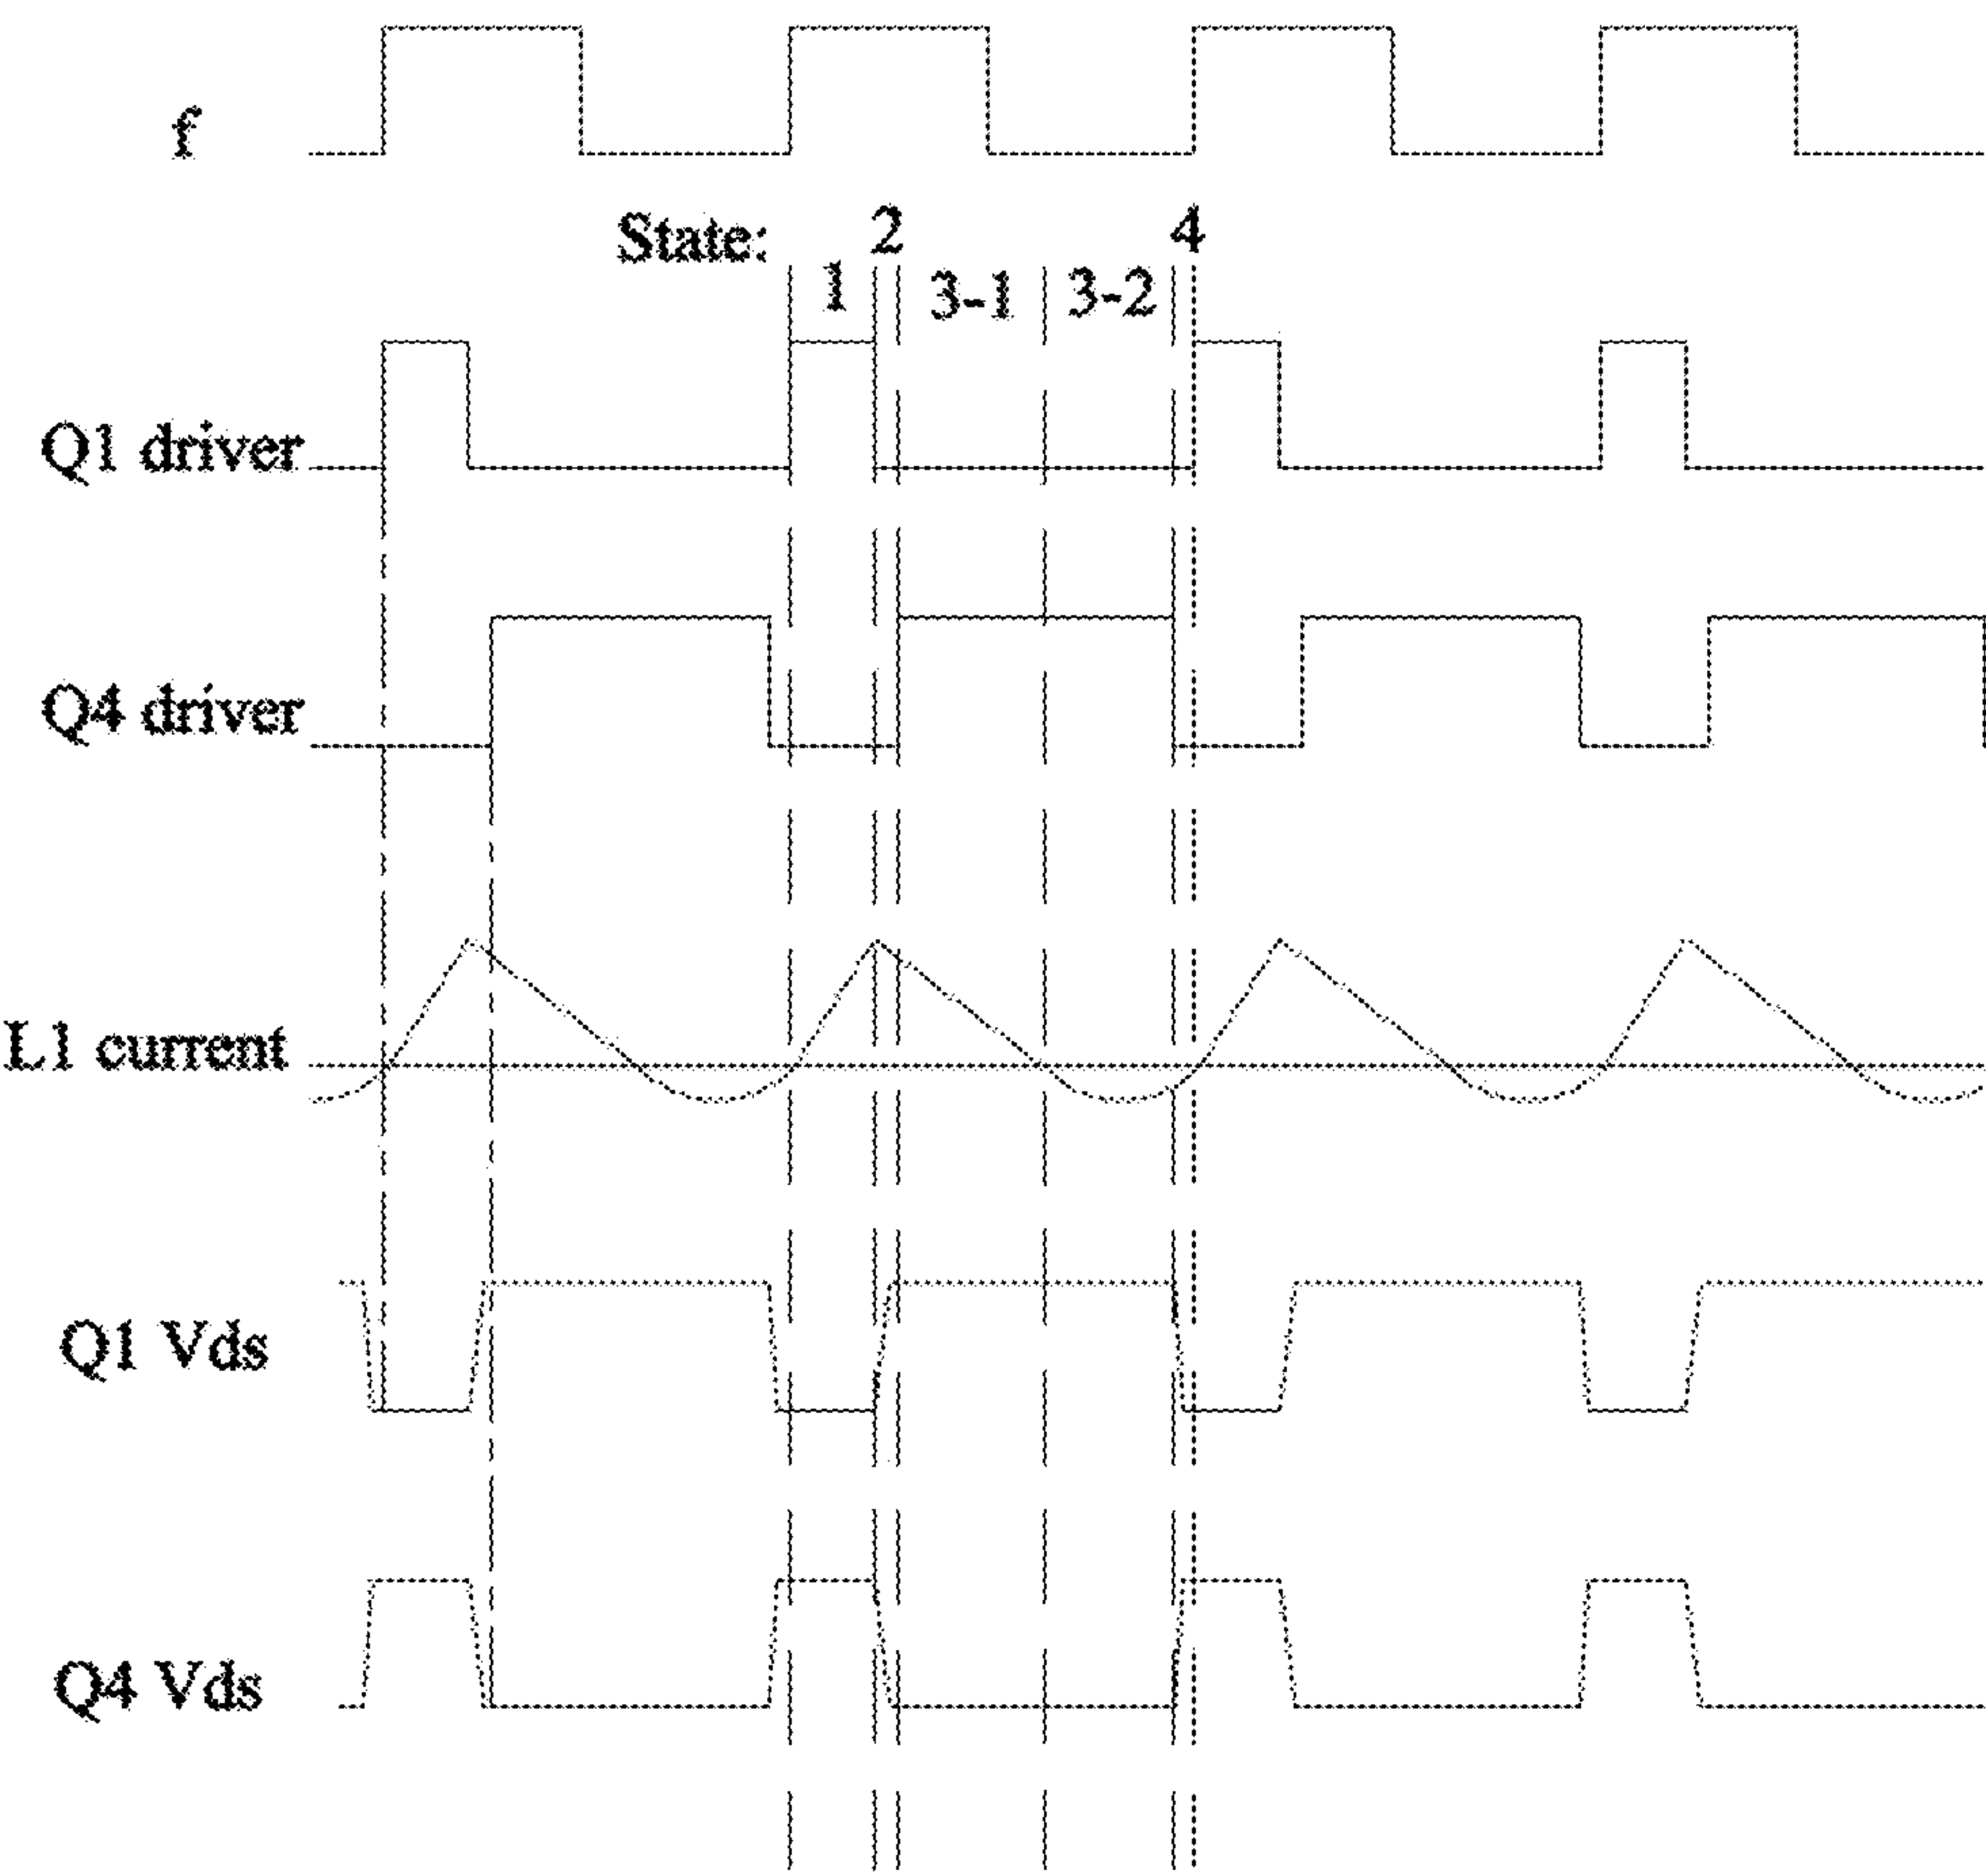 f
State: 1 2 3-1 3-2 4
Q1 driver
Q4 driver
L1 current
Q1 Vds
Q4 Vds